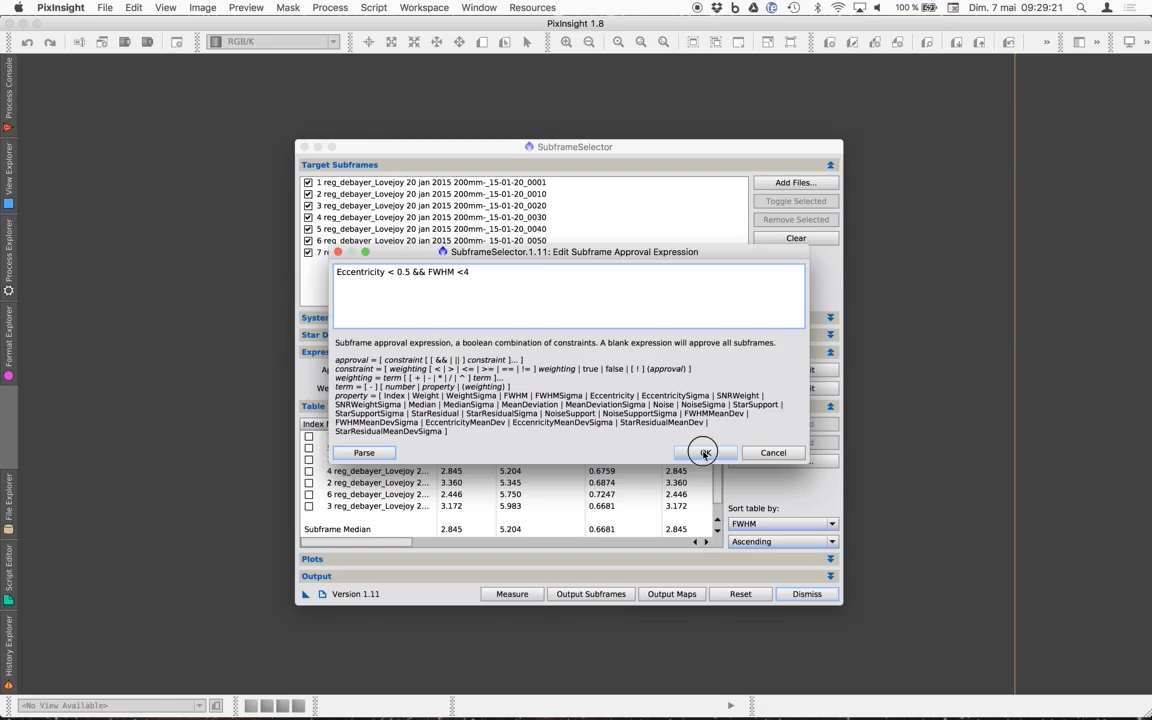 PixInsight File Edit View Image Preview Mask Process Script Workspace Window Resources 100 % Dim. 7 mai 09:29:21
PixInsight 1.8
RGB/K
Process Console
View Explorer
Process Explorer
Format Explorer
File Explorer
Script Editor
History Explorer
SubframeSelector
Target Subframes
1 reg_debayer_Lovejoy 20 jan 2015 200mm-_15-01-20_0001
2 reg_debayer_Lovejoy 20 jan 2015 200mm-_15-01-20_0010
3 reg_debayer_Lovejoy 20 jan 2015 200mm-_15-01-20_0020
4 reg_debayer_Lovejoy 20 jan 2015 200mm-_15-01-20_0030
5 reg_debayer_Lovejoy 20 jan 2015 200mm-_15-01-20_0040
6 reg_debayer_Lovejoy 20 jan 2015 200mm-_15-01-20_0050
Add Files...
Toggle Selected
Remove Selected
Clear
SubframeSelector.1.11: Edit Subframe Approval Expression
Eccentricity < 0.5 && FWHM <4
Subframe approval expression, a boolean combination of constraints. A blank expression will approve all subframes.
approval = [ constraint [ [ && | || ] constraint ]... ]
constraint = [ weighting [ < | > | <= | >= | == | != ] weighting | true | false | [ ! ] (approval) ]
weighting = term [ [ + | - | * | / | ^ ] term ]...
term = [ - ] [ number | property | (weighting) ]
property = [ Index | Weight | WeightSigma | FWHM | FWHMSigma | Eccentricity | EccentricitySigma | SNRWeight |
SNRWeightSigma | Median | MedianSigma | MeanDeviation | MeanDeviationSigma | Noise | NoiseSigma | StarSupport |
StarSupportSigma | StarResidual | StarResidualSigma | NoiseSupport | NoiseSupportSigma | FWHMMeanDev |
FWHMMeanDevSigma | EccentricityMeanDev | EccenricityMeanDevSigma | StarResidualMeanDev |
StarResidualMeanDevSigma ]
Parse
OK
Cancel
Table
4 reg_debayer_Lovejoy 2... 2.845 5.204 0.6759 2.845
2 reg_debayer_Lovejoy 2... 3.360 5.345 0.6874 3.360
6 reg_debayer_Lovejoy 2... 2.446 5.750 0.7247 2.446
3 reg_debayer_Lovejoy 2... 3.172 5.983 0.6681 3.172
Subframe Median 2.845 5.204 0.6681 2.845
Sort table by:
FWHM
Ascending
Plots
Output
Version 1.11
Measure
Output Subframes
Output Maps
Reset
Dismiss
<No View Available>